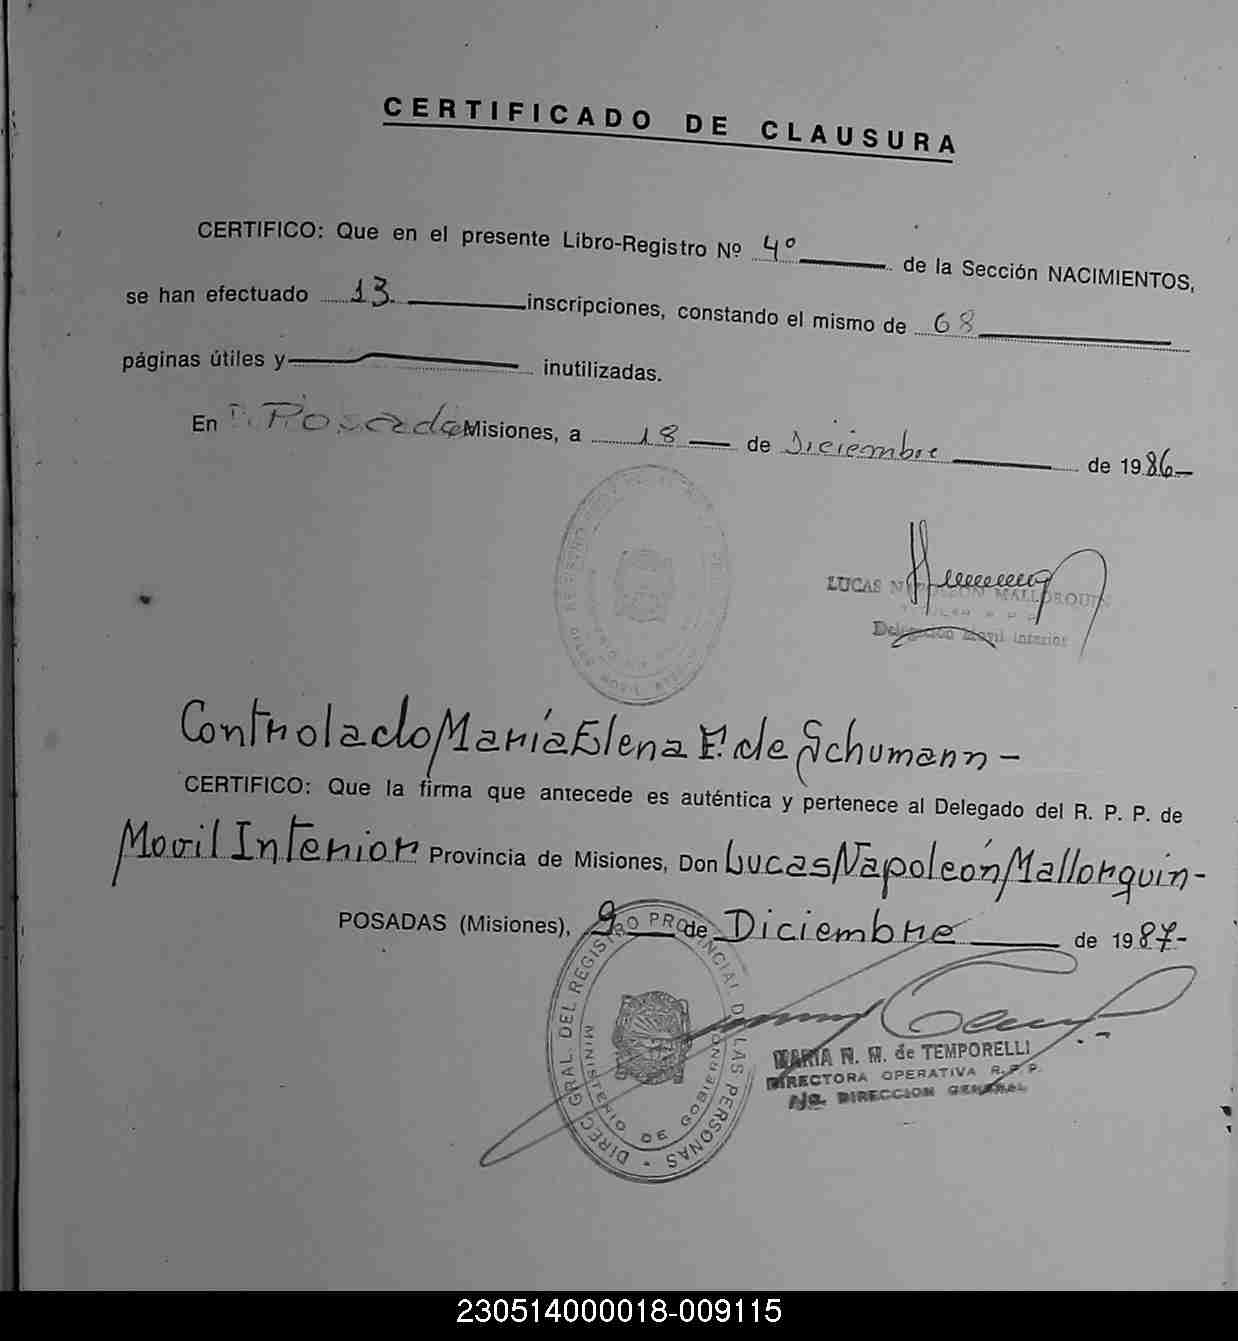 CERTIFICADO DE CLAUSURA
CERTIFICO: Que en el presente Libro-Registro Nº 4º de la Sección NACIMIENTOS,
se han efectuado 13 inscripciones, constando el mismo de 68
páginas útiles y inutilizadas.
En Posadas Misiones, a 18 de Diciembre de 1986
LUCAS NAPOLEON MALLORQUIN
Delegación Movil Interior
Controlado María Elena F. de Schumann -
CERTIFICO: Que la firma que antecede es auténtica y pertenece al Delegado del R. P. P. de
Movil Interior Provincia de Misiones, Don Lucas Napoleón Mallorquin -
POSADAS (Misiones), 9 de Diciembre de 1987-
DIREC. GRAL. DEL REGISTRO PROVINCIAL DE LAS PERSONAS
MINISTERIO DE GOBIERNO
MARIA N. M. de TEMPORELLI
DIRECTORA OPERATIVA R. P. P.
DIRECCION GENERAL
230514000018-009115